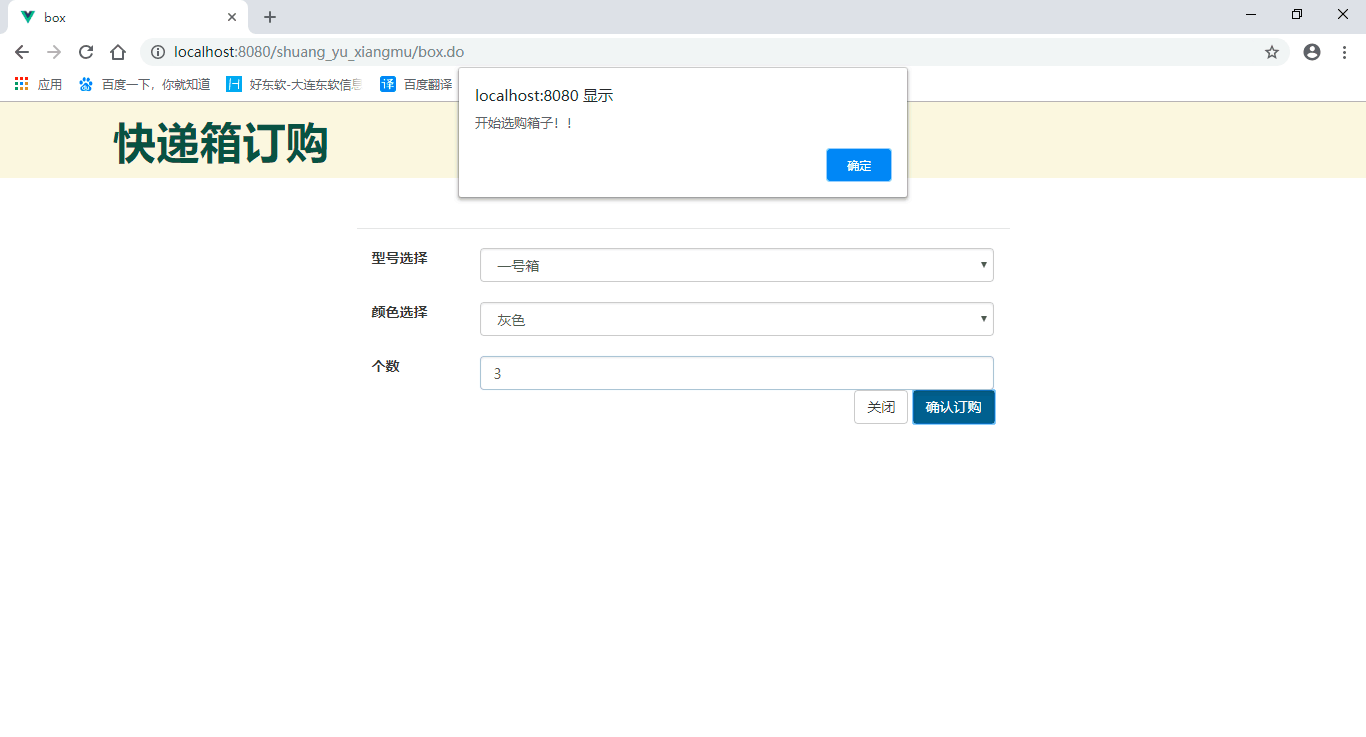 box
localhost:8080/shuang_yu_xiangmu/box.do
应用 百度一下，你就知道 好东软-大连东软信息 百度翻译
localhost:8080 显示
开始选购箱子！！
确定
快递箱订购
型号选择 一号箱
颜色选择 灰色
个数 3
关闭 确认订购